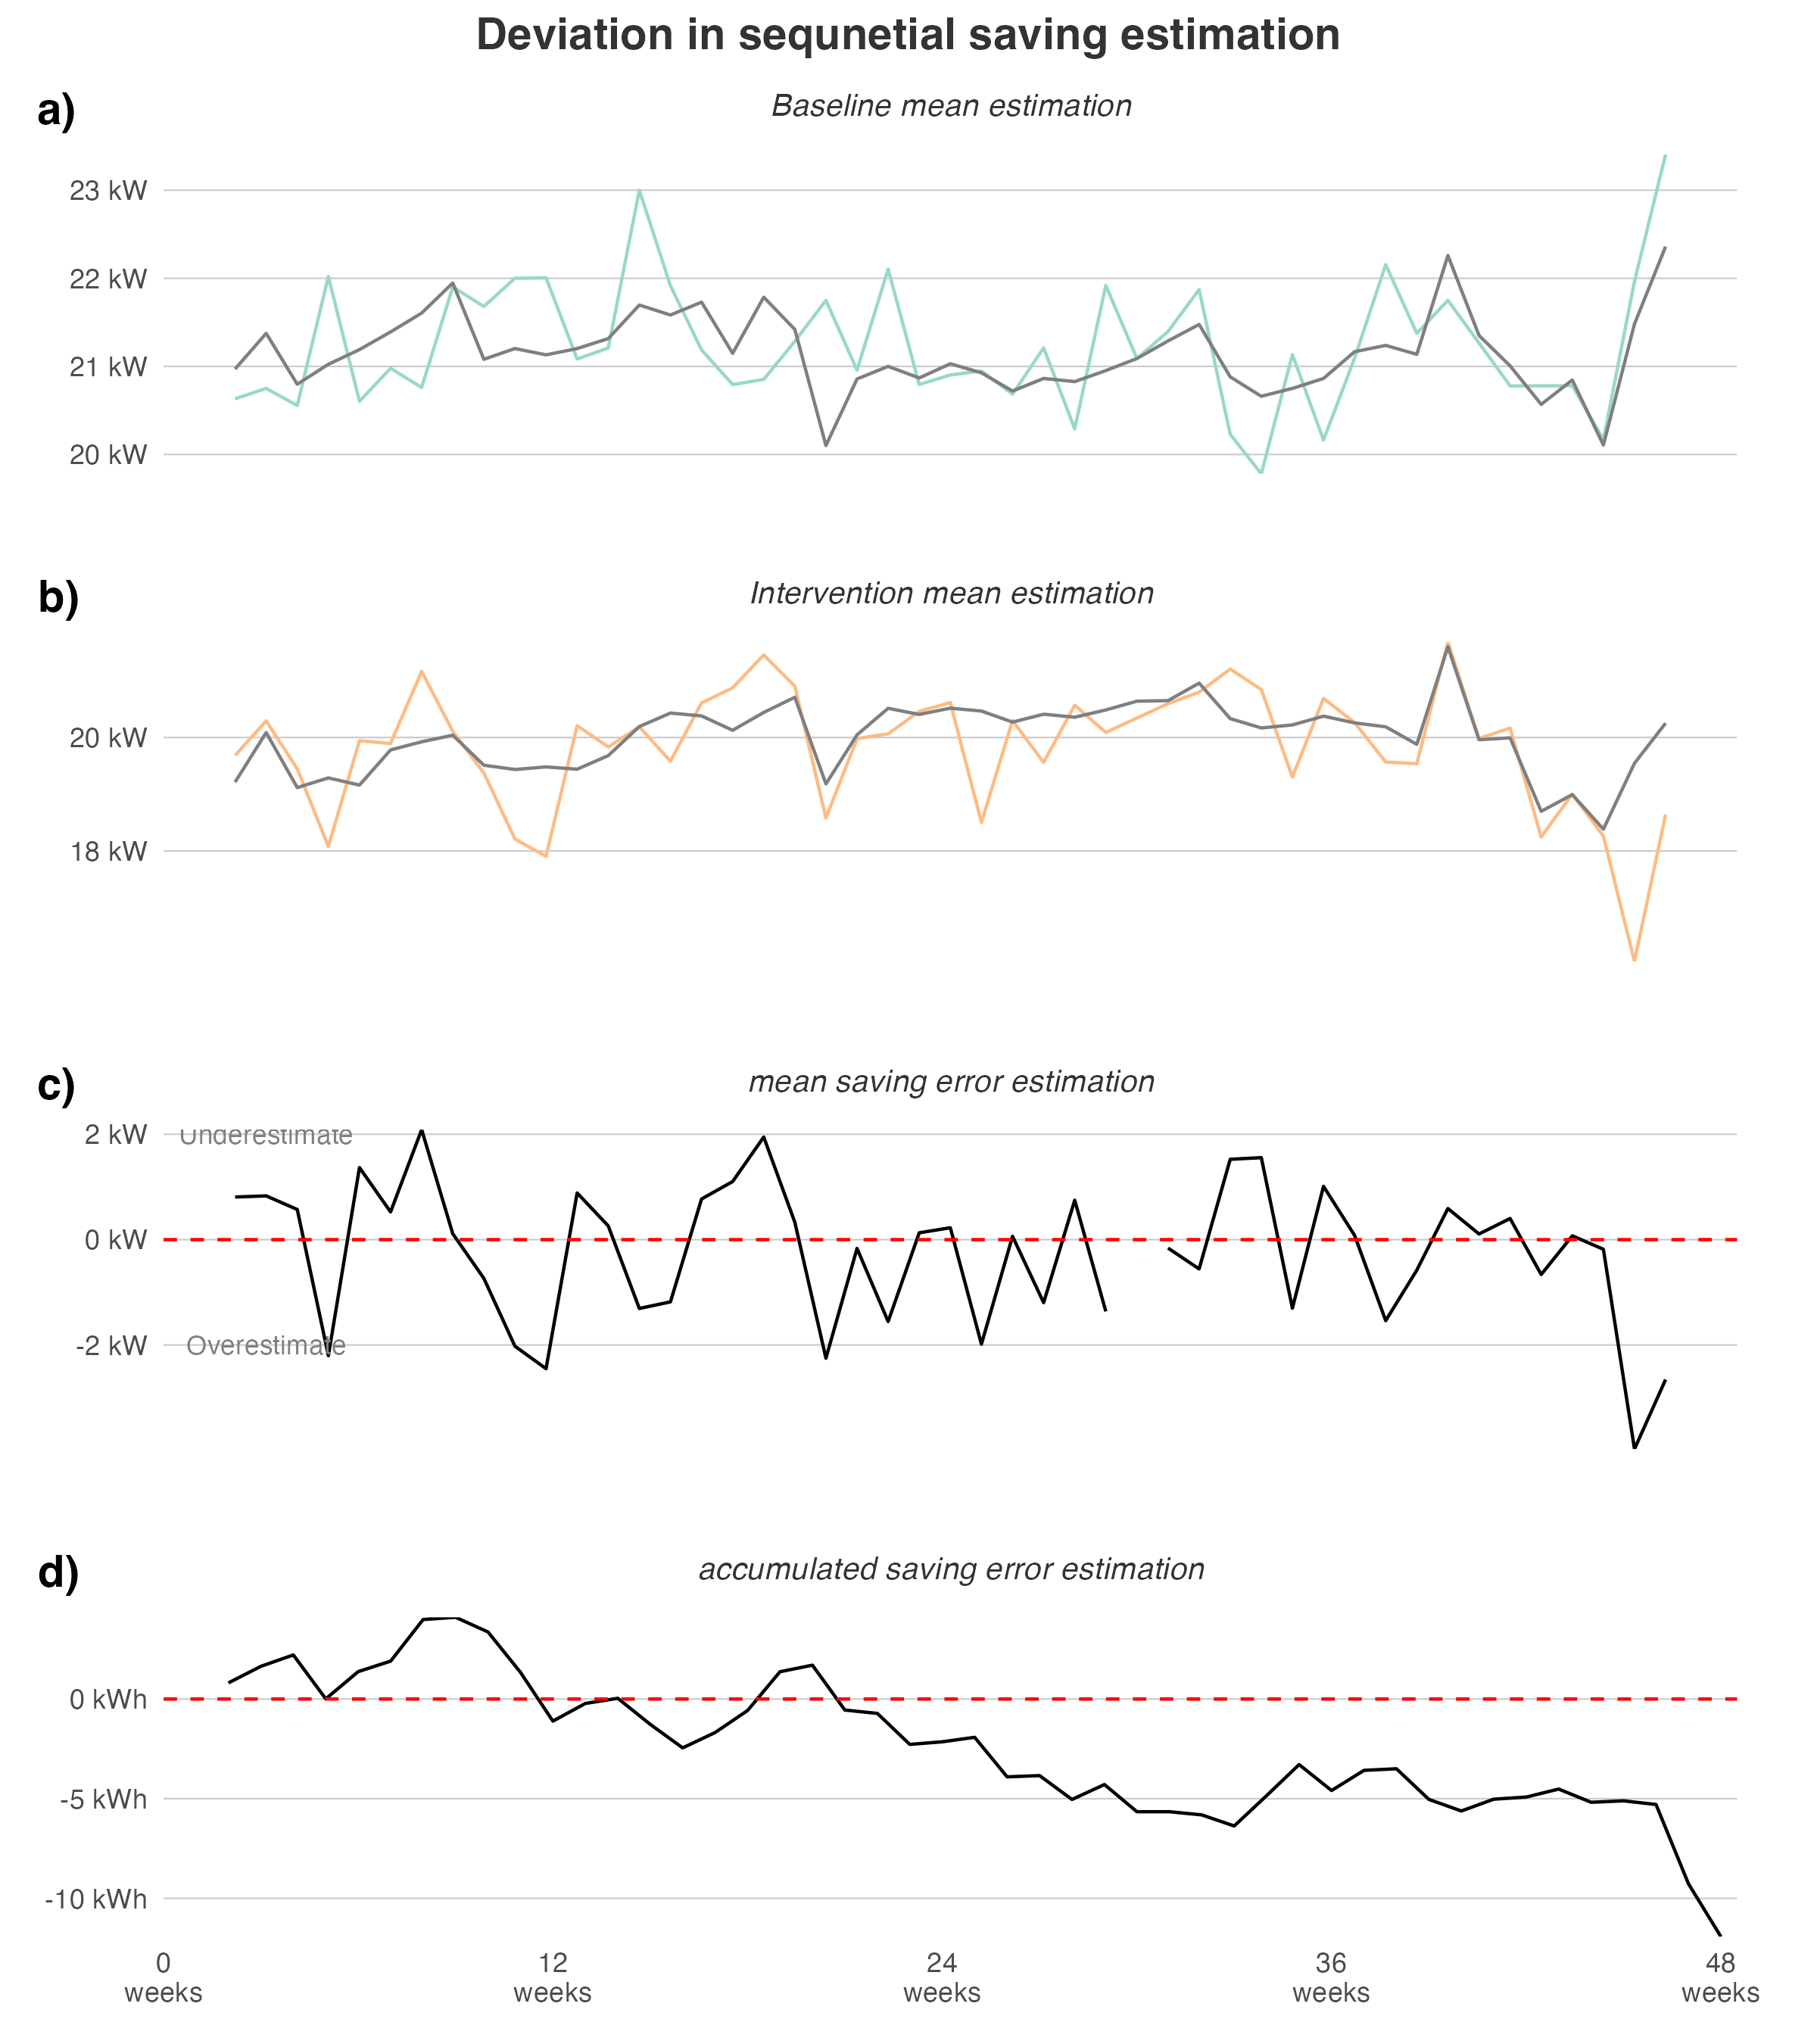 Deviation in sequnetial saving estimation
a)
Baseline mean estimation
23 kW
22 kW
21 kW
20 kW
b)
Intervention mean estimation
20 kW
18 kW
c)
mean saving error estimation
2 kW
Underestimate
0 kW
-2 kW
Overestimate
d)
accumulated saving error estimation
0 kWh
-5 kWh
-10 kWh
0 12 24 36 48
weeks weeks weeks weeks weeks